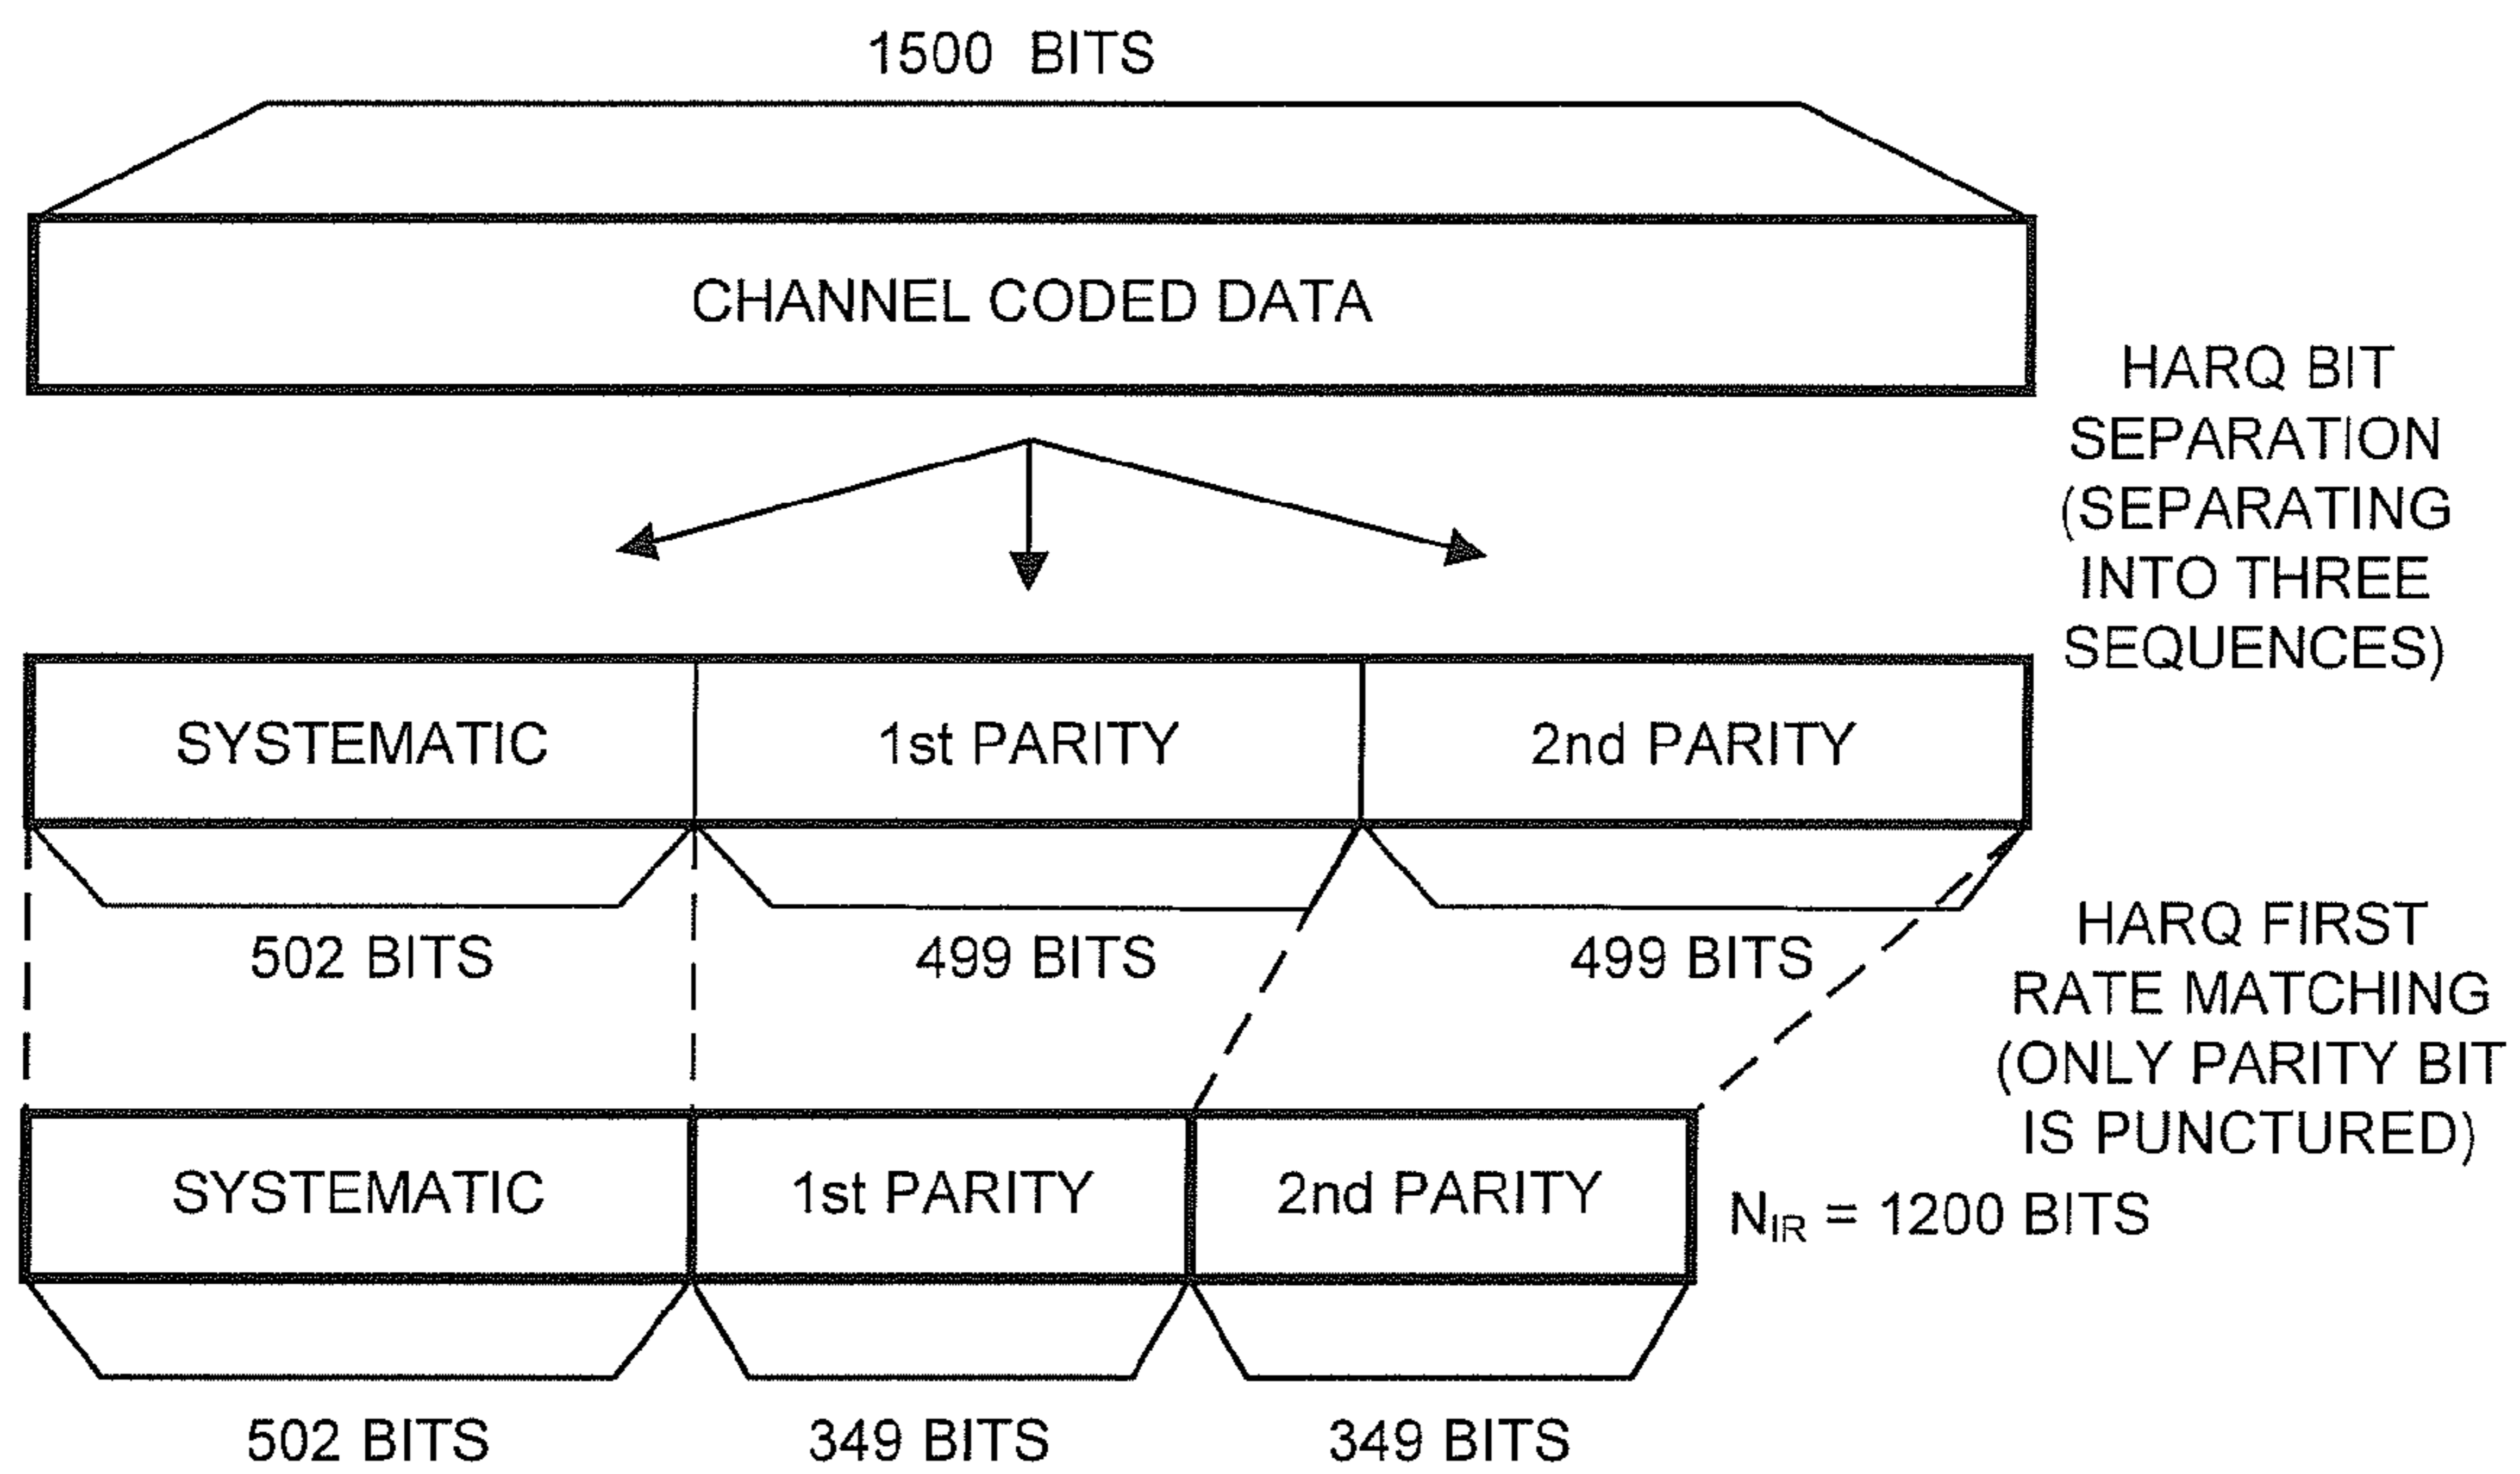 1500 BITS
CHANNEL CODED DATA
HARQ BIT
SEPARATION
(SEPARATING
INTO THREE
SEQUENCES)
SYSTEMATIC
1st PARITY
2nd PARITY
502 BITS
499 BITS
499 BITS
HARQ FIRST
RATE MATCHING
(ONLY PARITY BIT
IS PUNCTURED)
SYSTEMATIC
1st PARITY
2nd PARITY
NIR = 1200 BITS
502 BITS
349 BITS
349 BITS